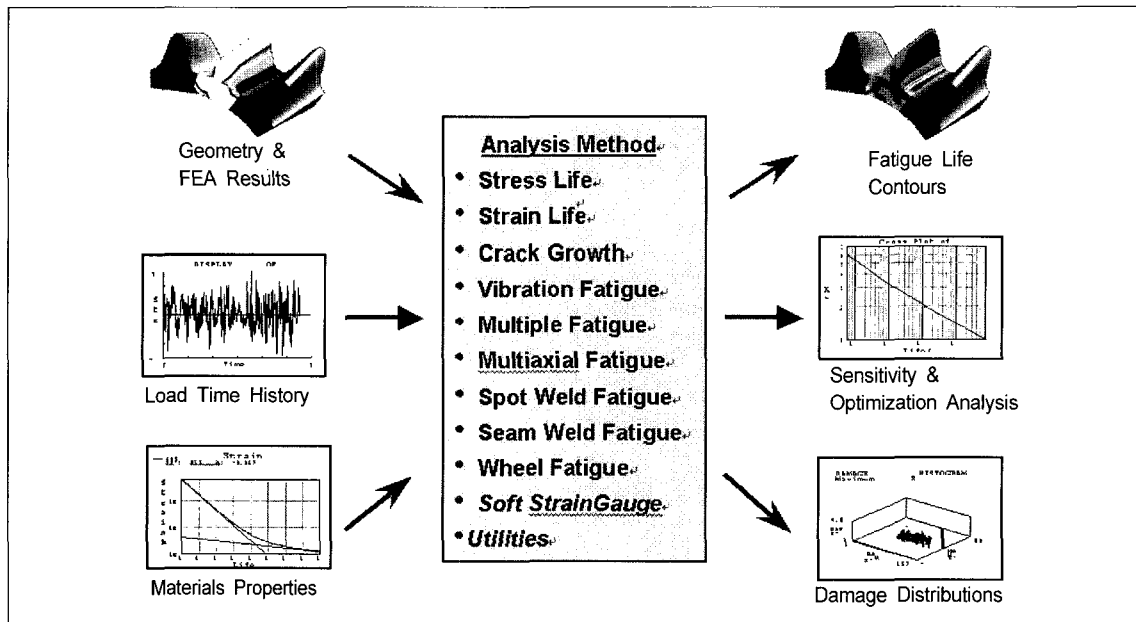 Geometry &
FEA Results
DISPLAY OF
Time
Load Time History
Strain
Life
Materials Properties
Analysis Method
• Stress Life
• Strain Life
• Crack Growth
• Vibration Fatigue
• Multiple Fatigue
• Multiaxial Fatigue
• Spot Weld Fatigue
• Seam Weld Fatigue
• Wheel Fatigue
• Soft StrainGauge
•Utilities
Fatigue Life
Contours
Cross Plot of
Sensitivity &
Optimization Analysis
DAMAGE HISTOGRAM
Maximum
Damage Distributions